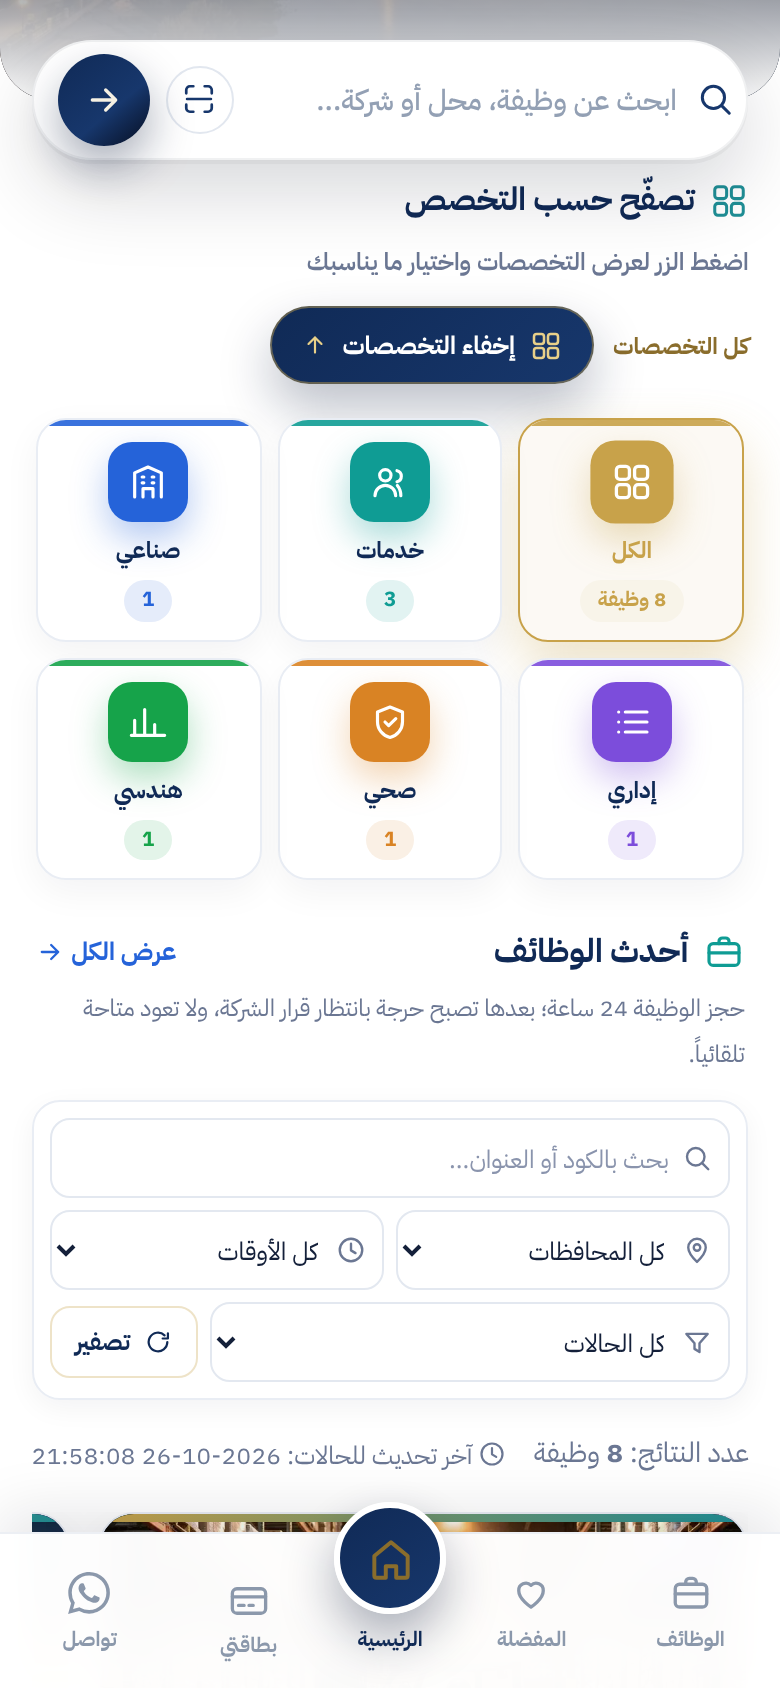 ابحث عن وظيفة، محل أو شركة...
تصفّح حسب التخصص
اضغط الزر لعرض التخصصات واختيار ما يناسبك
كل التخصصات
إخفاء التخصصات ↑
الكل
8 وظيفة
خدمات
3
صناعي
1
إداري
1
صحي
1
هندسي
1
أحدث الوظائف
عرض الكل →
حجز الوظيفة 24 ساعة؛ بعدها تصبح حرجة بانتظار قرار الشركة، ولا تعود متاحة
تلقائياً.
بحث بالكود أو العنوان...
كل المحافظات
كل الأوقات
كل الحالات
تصفير
عدد النتائج: 8 وظيفة
آخر تحديث للحالات: 2026-10-26 21:58:08
الوظائف
المفضلة
الرئيسية
بطاقتي
تواصل